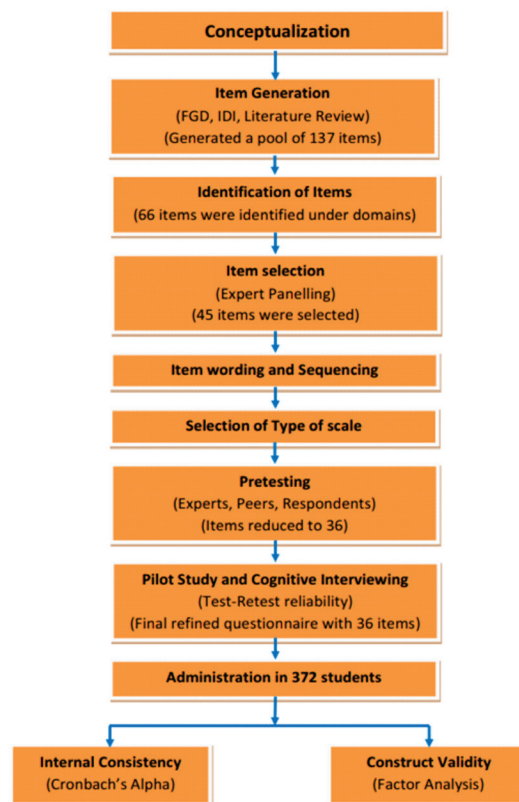 Conceptualization
Item Generation
(FGD, IDI, Literature Review)
(Generated a pool of 137 items)
Identification of Items
(66 items were identified under domains)
Item selection
(Expert Panelling)
(45 items were selected)
Item wording and Sequencing
Selection of Type of scale
Pretesting
(Experts, Peers, Respondents)
(Items reduced to 36)
Pilot Study and Cognitive Interviewing
(Test-Retest reliability)
(Final refined questionnaire with 36 items)
Administration in 372 students
Internal Consistency
(Cronbach's Alpha)
Construct Validity
(Factor Analysis)